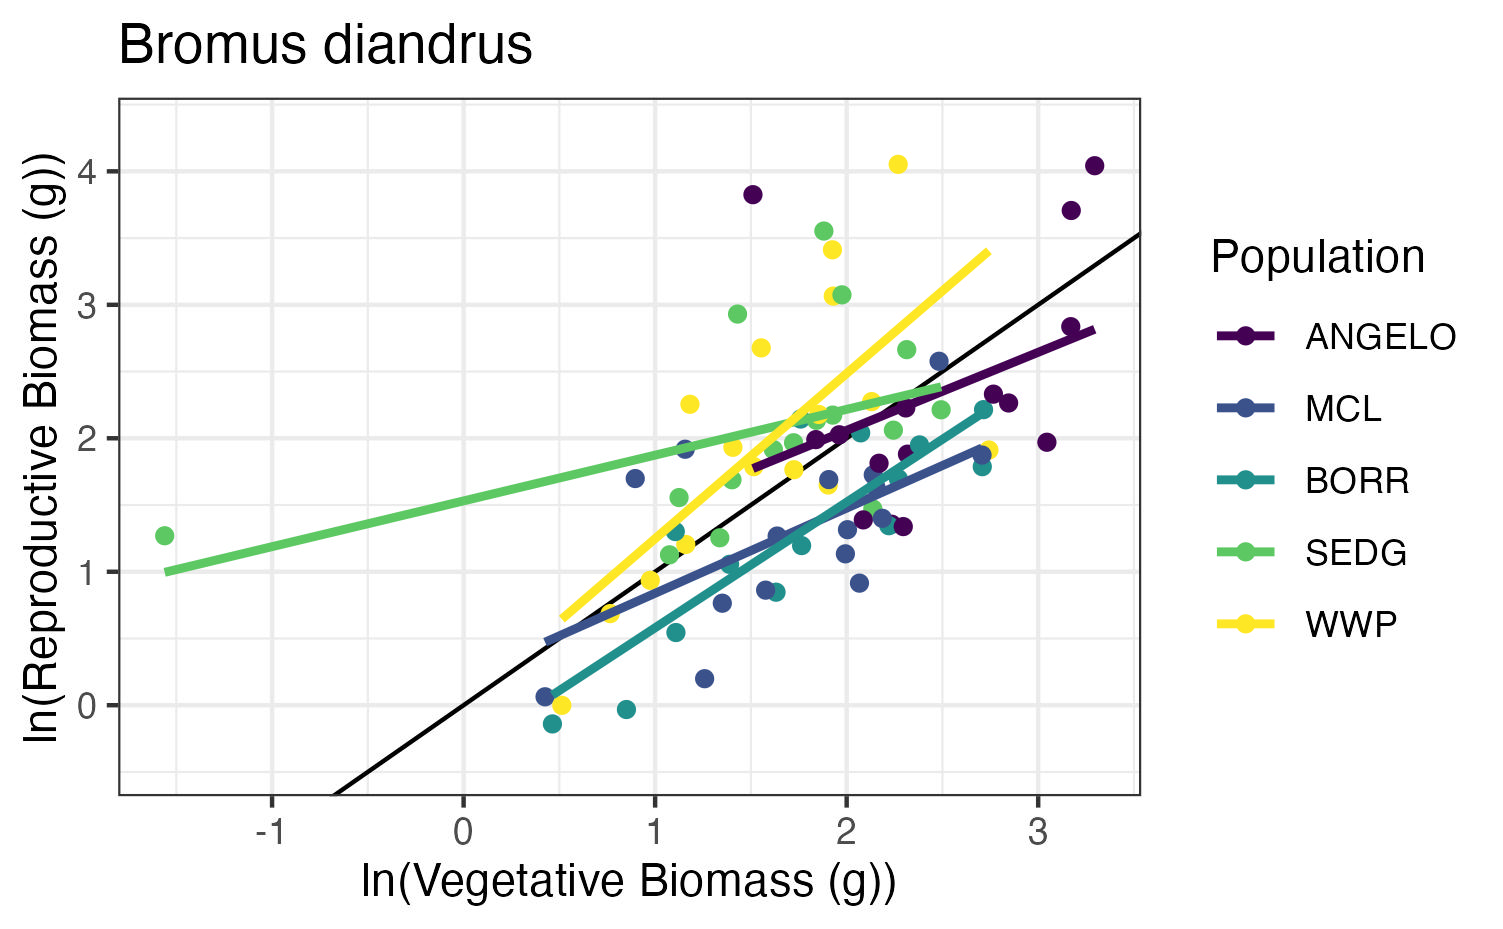 Bromus diandrus
ln(Reproductive Biomass (g))
4
3
2
1
0
-1
0
1
2
3
ln(Vegetative Biomass (g))
Population
ANGELO
MCL
BORR
SEDG
WWP